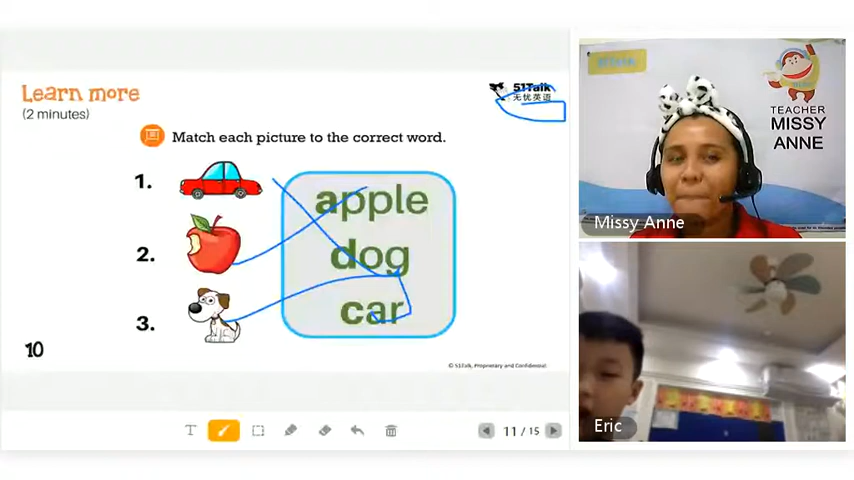 Learn more
(2 minutes)
51Talk
无忧英语
Match each picture to the correct word.
1.
2.
3.
apple
dog
car
10
© 51Talk, Proprietary and Confidential.
T
11 / 15
TEACHER
MISSY
ANNE
Missy Anne
Eric